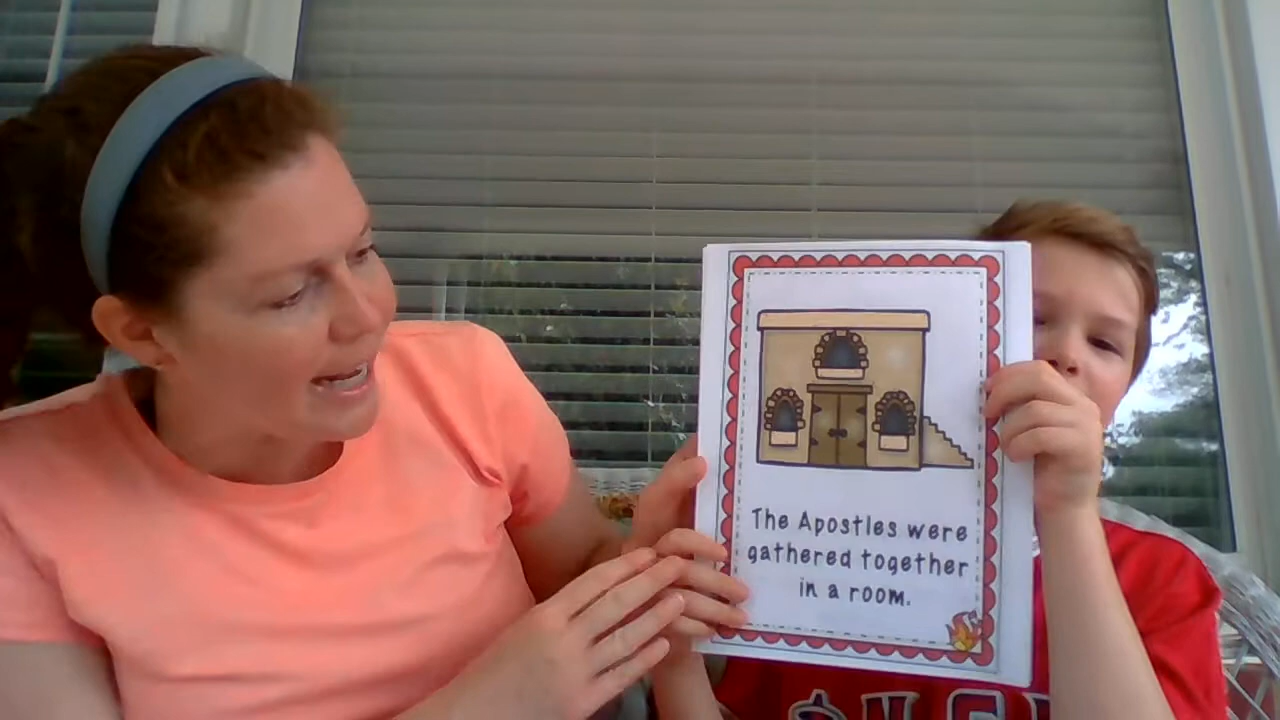 The Apostles were
gathered together
in a room.